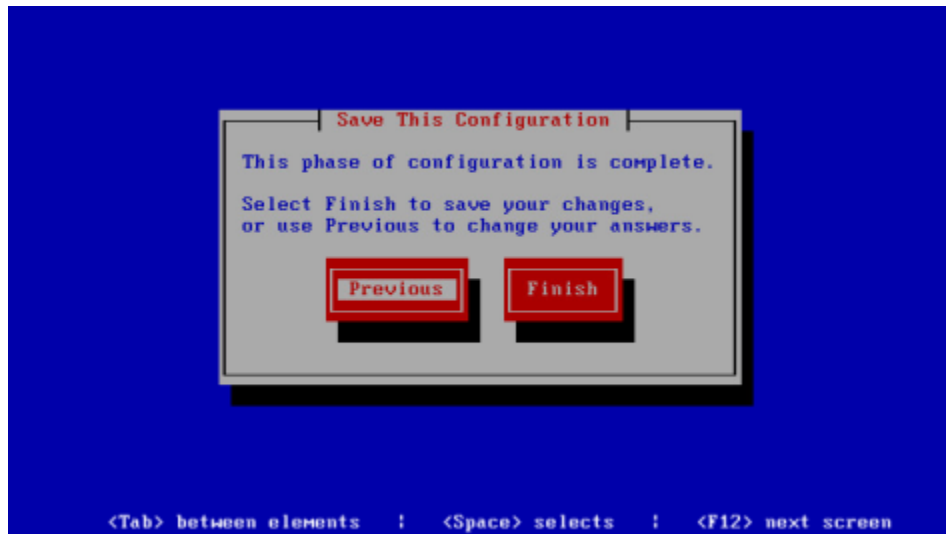 Save This Configuration
This phase of configuration is complete.
Select Finish to save your changes,
or use Previous to change your answers.
Previous Finish
<Tab> between elements ¦ <Space> selects ¦ <F12> next screen